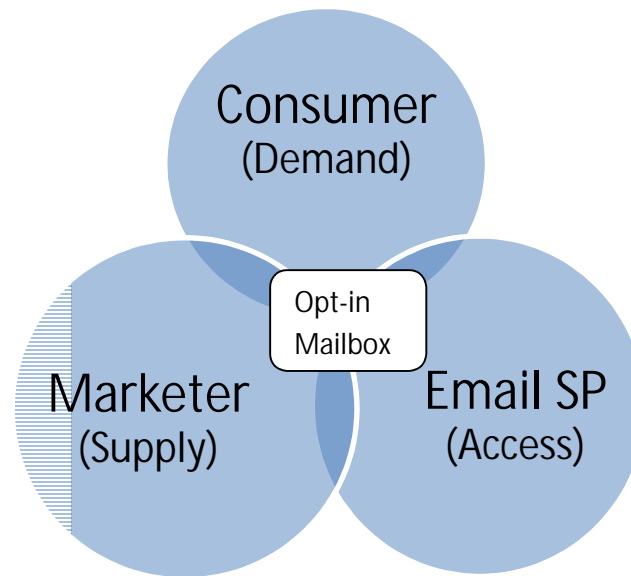 Consumer
(Demand)
Opt-in
Mailbox
Marketer
(Supply)
Email SP
(Access)